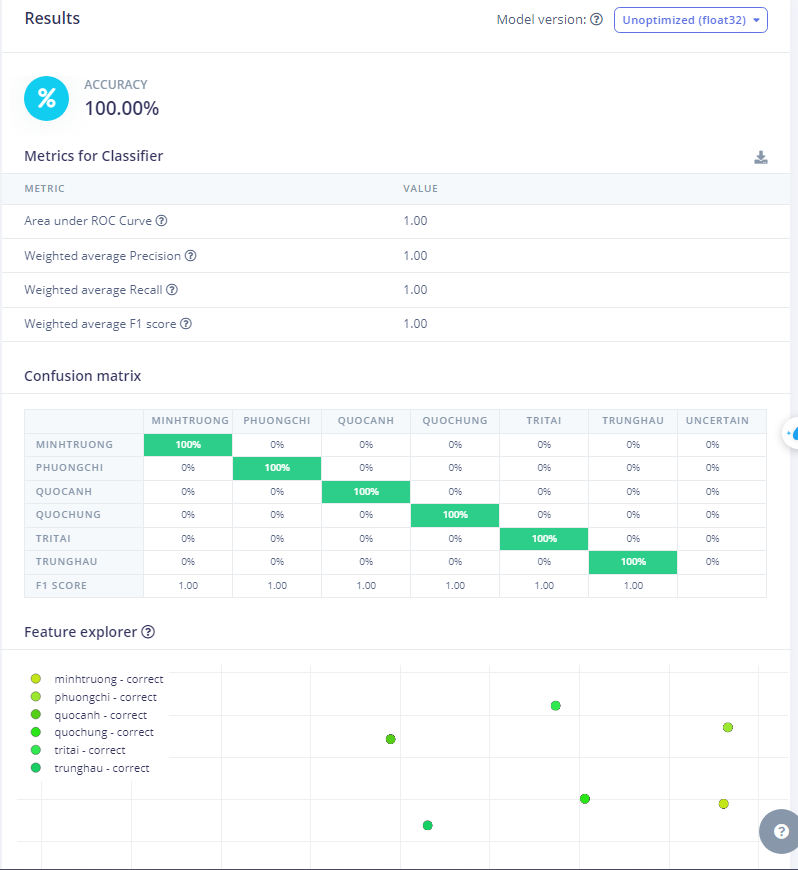 Results
Model version: ? Unoptimized (float32)
% ACCURACY
100.00%
Metrics for Classifier
METRIC VALUE
Area under ROC Curve ? 1.00
Weighted average Precision ? 1.00
Weighted average Recall ? 1.00
Weighted average F1 score ? 1.00
Confusion matrix
MINHTRUONG PHUONGCHI QUOCANH QUOCHUNG TRITAI TRUNGHAU UNCERTAIN
MINHTRUONG 100% 0% 0% 0% 0% 0% 0%
PHUONGCHI 0% 100% 0% 0% 0% 0% 0%
QUOCANH 0% 0% 100% 0% 0% 0% 0%
QUOCHUNG 0% 0% 0% 100% 0% 0% 0%
TRITAI 0% 0% 0% 0% 100% 0% 0%
TRUNGHAU 0% 0% 0% 0% 0% 100% 0%
F1 SCORE 1.00 1.00 1.00 1.00 1.00 1.00
Feature explorer ?
minhtruong - correct
phuongchi - correct
quocanh - correct
quochung - correct
tritai - correct
trunghau - correct
?